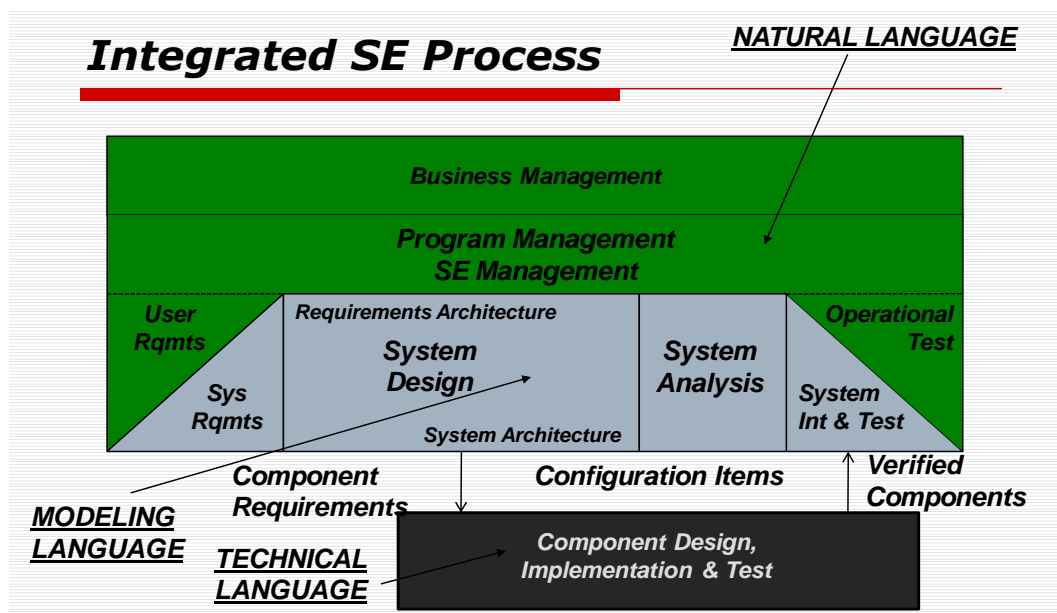 Integrated SE Process
NATURAL LANGUAGE
Business Management
Program Management
SE Management
User
Rqmts
Sys
Rqmts
Requirements Architecture
System
Design
System Architecture
System
Analysis
Operational
Test
System
Int & Test
Component
Requirements
Configuration Items
Verified
Components
MODELING
LANGUAGE
TECHNICAL
LANGUAGE
Component Design,
Implementation & Test